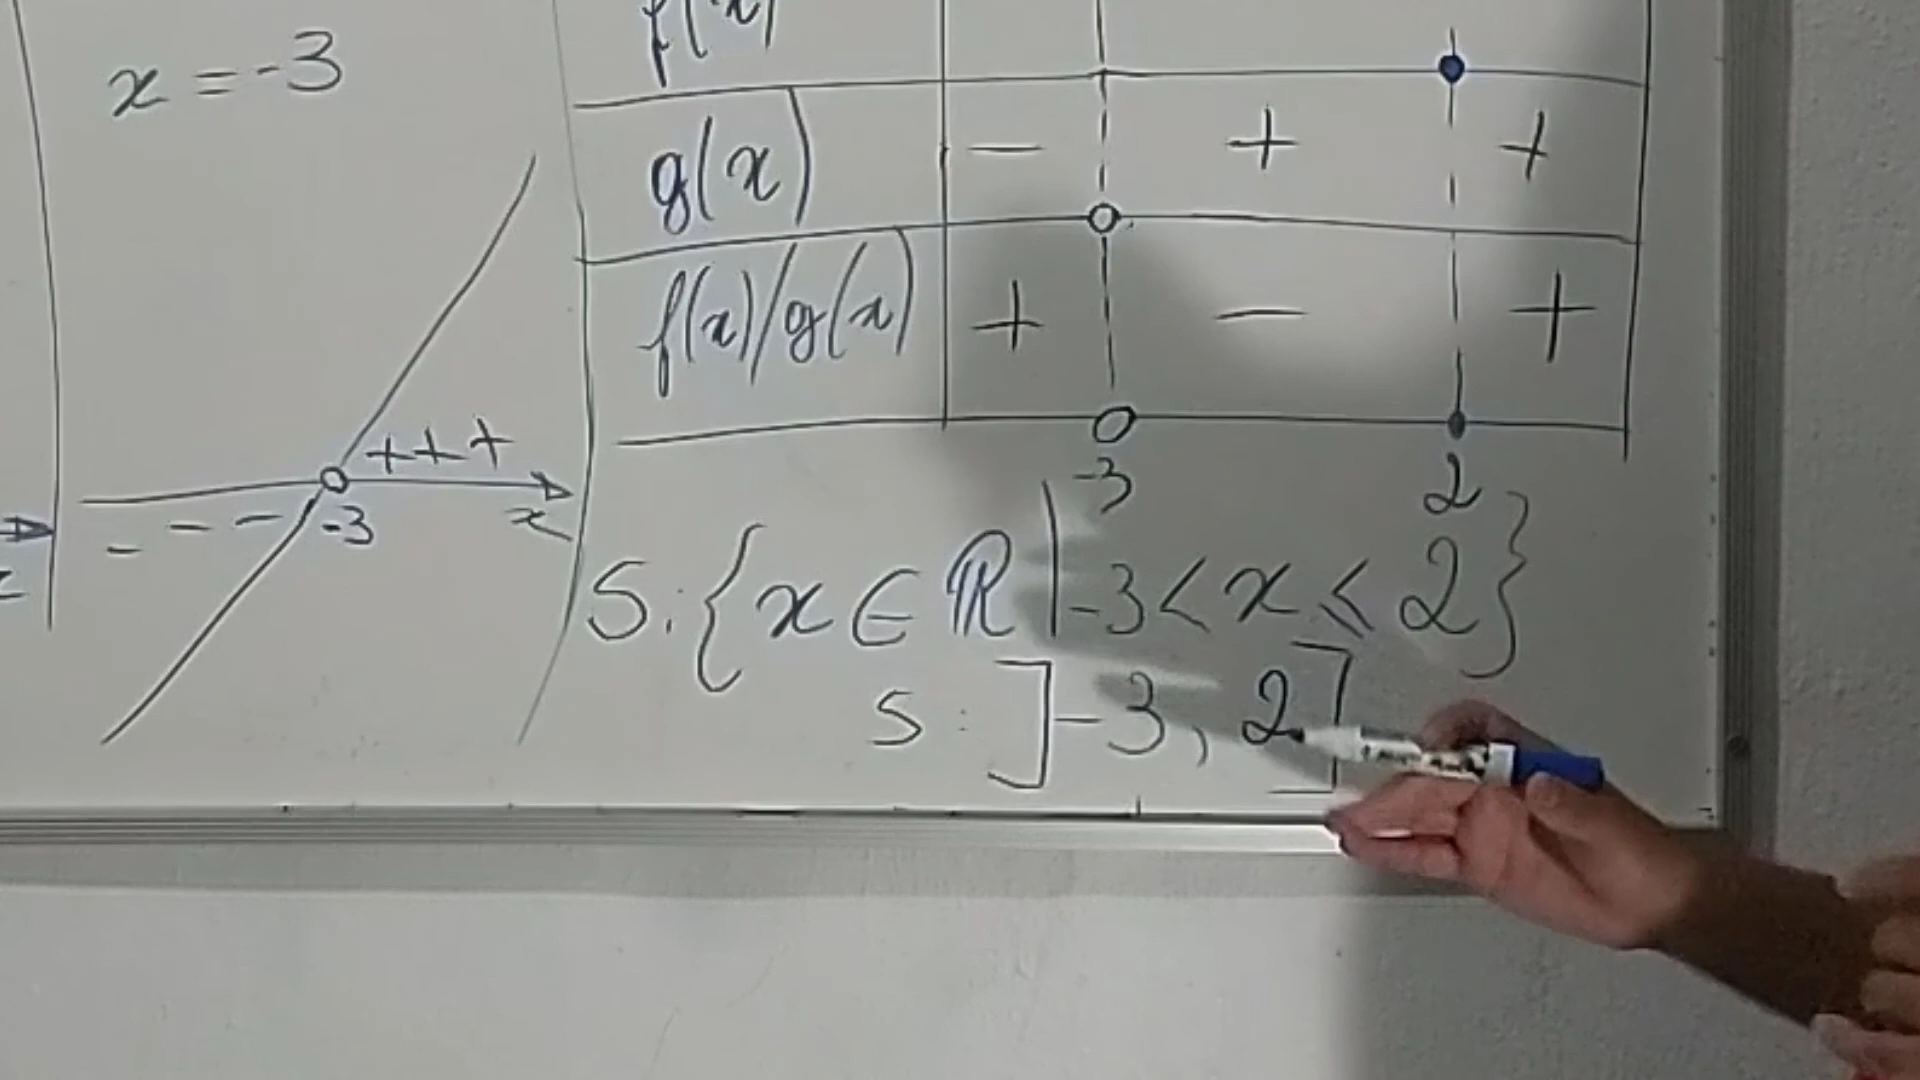 x = -3
+++
- - - -3 x
f(x)
g(x) - + +
f(x)/g(x) + - +
-3 2
S: {x ∈ ℝ | -3 < x ≤ 2}
S: ]-3, 2]